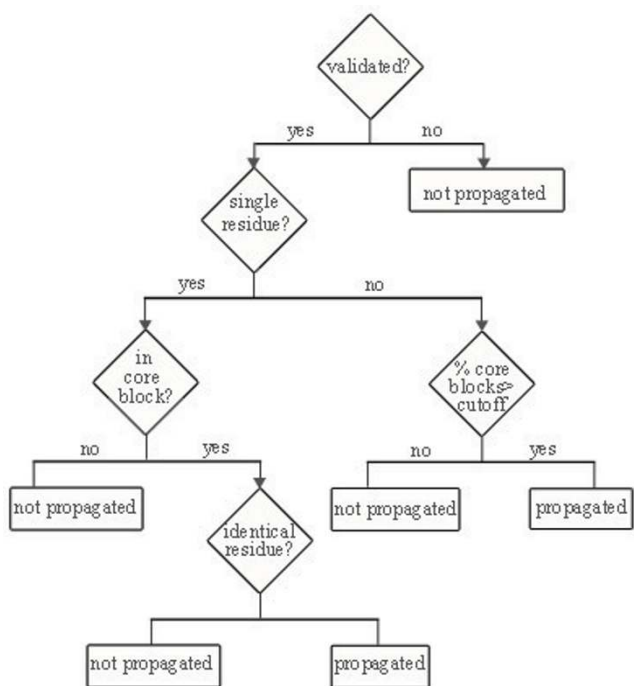 validated?
yes
no
single
residue?
not propagated
yes
no
in
core
block?
% core
blocks>
cutoff
no
yes
no
yes
not propagated
identical
residue?
not propagated
propagated
not propagated
propagated